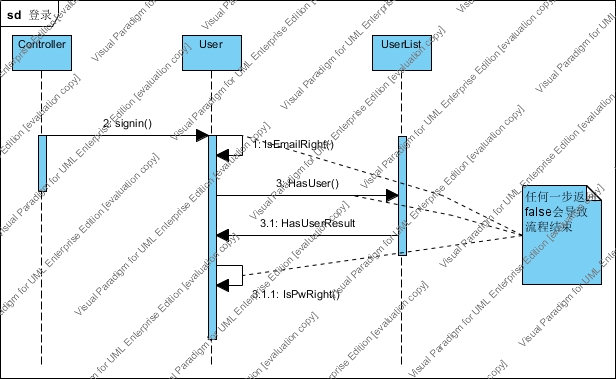 sd 登录
Controller
User
UserList
2: signin()
1: IsEmailRight()
3: HasUser()
3.1: HasUserResult
3.1.1: IsPwRight()
任何一步返回
false会导致
流程结束
Visual Paradigm for UML Enterprise Edition [evaluation copy]